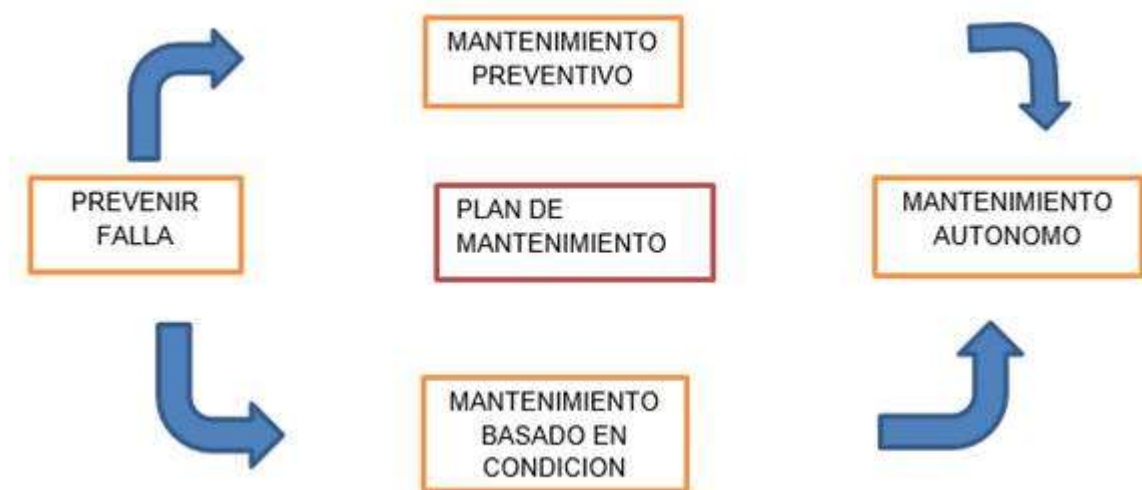 MANTENIMIENTO
PREVENTIVO
PREVENIR
FALLA
PLAN DE
MANTENIMIENTO
MANTENIMIENTO
AUTONOMO
MANTENIMIENTO
BASADO EN
CONDICION